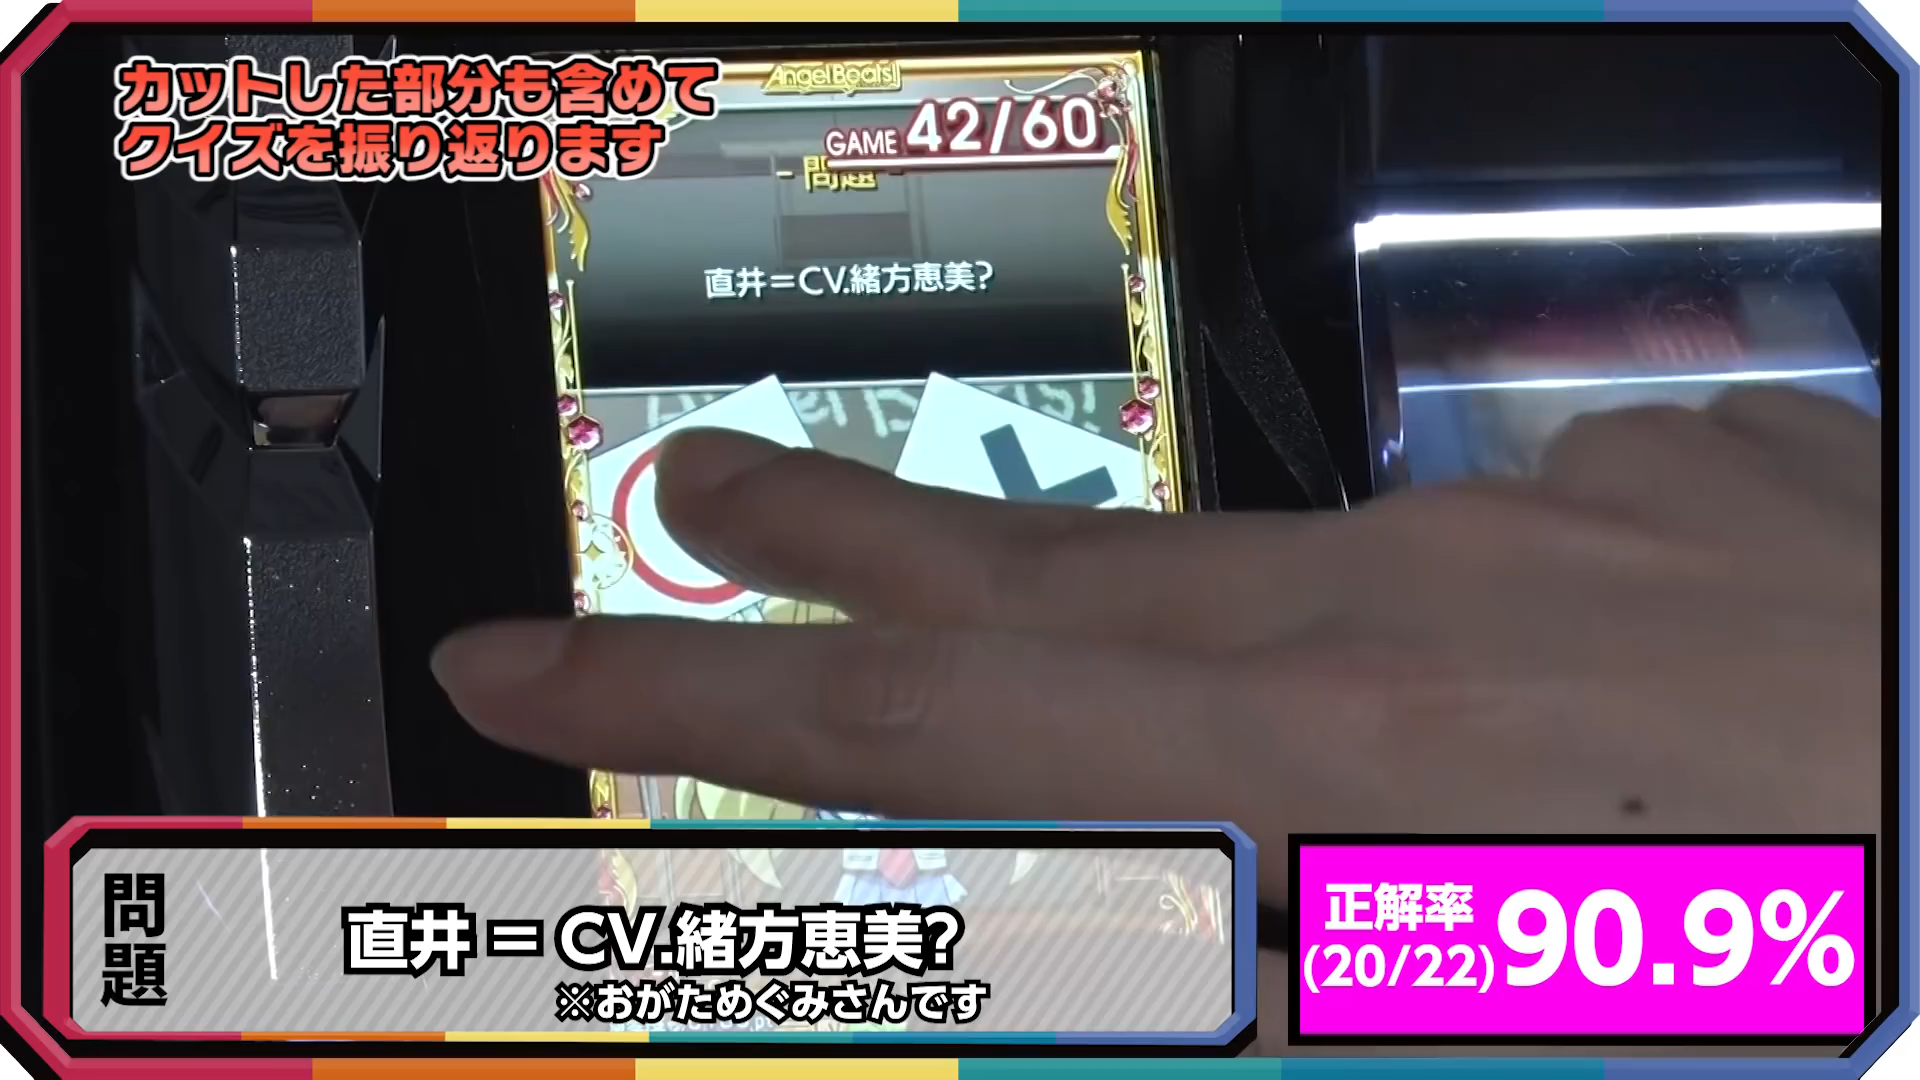 カットした部分も含めて
クイズを振り返ります
Angel Beats!
GAME 42/60
- 問題 -
直井=CV.緒方恵美?
問題
直井 = CV.緒方恵美?
※おがためぐみさんです
正解率
(20/22)
90.9%